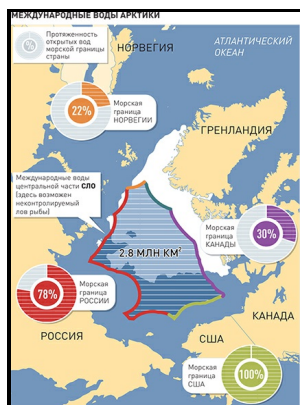 МЕЖДУНАРОДНЫЕ ВОДЫ АРКТИКИ
%
Протяженность
открытых вод
морской границы
страны
НОРВЕГИЯ
АТЛАНТИЧЕСКИЙ
ОКЕАН
22%
Морская
граница
НОРВЕГИИ
ГРЕНЛАНДИЯ
Международные воды
центральной части СЛО
(здесь возможен
неконтролируемый
лов рыбы)
Морская
граница
КАНАДЫ
30%
2.8 МЛН КМ²
78%
Морская
граница
РОССИИ
КАНАДА
РОССИЯ
США
Морская
граница
США
100%